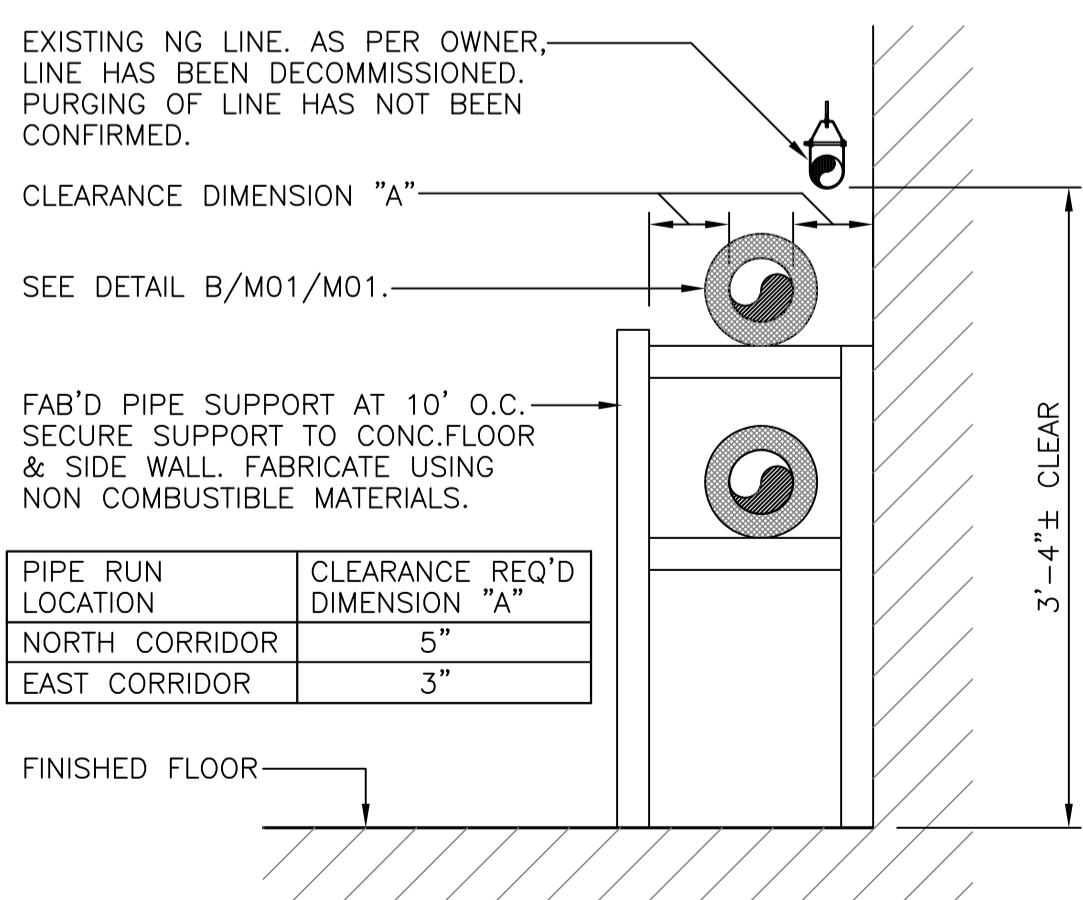 EXISTING NG LINE. AS PER OWNER,
LINE HAS BEEN DECOMMISSIONED.
PURGING OF LINE HAS NOT BEEN
CONFIRMED.
CLEARANCE DIMENSION "A"
SEE DETAIL B/M01/M01.
FAB'D PIPE SUPPORT AT 10' O.C.
SECURE SUPPORT TO CONC.FLOOR
& SIDE WALL. FABRICATE USING
NON COMBUSTIBLE MATERIALS.
PIPE RUN LOCATION CLEARANCE REQ'D DIMENSION "A"
NORTH CORRIDOR 5"
EAST CORRIDOR 3"
FINISHED FLOOR
3'-4"± CLEAR